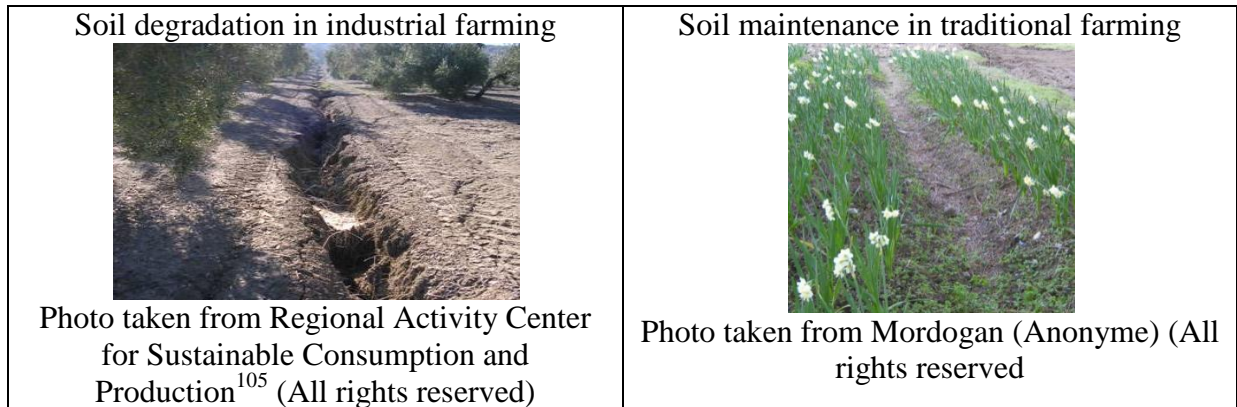 Soil degradation in industrial farming
Photo taken from Regional Activity Center
for Sustainable Consumption and
Production105 (All rights reserved)
Soil maintenance in traditional farming
Photo taken from Mordogan (Anonyme) (All
rights reserved